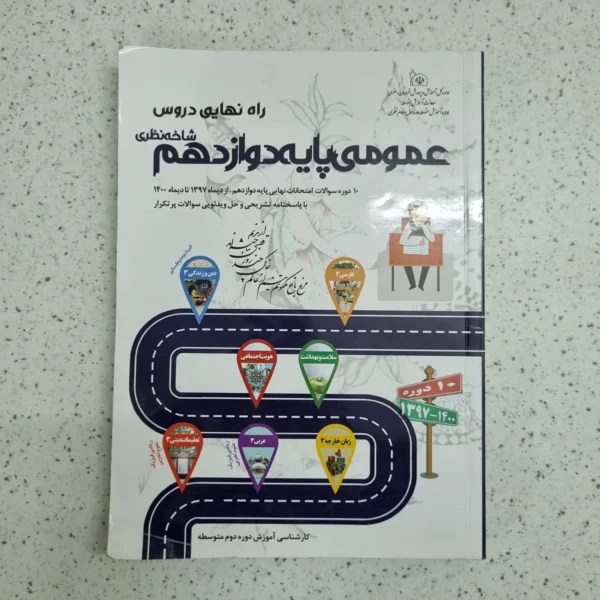 راه نهایی دروس
عمومی پایه دوازدهم
شاخه نظری
۱۰ دوره سوالات امتحانات نهایی پایه دوازدهم، از دیماه ۱۳۹۷ تا دیماه ۱۴۰۰
با پاسخنامه تشریحی و حل ویدئویی سوالات پر تکرار
دین و زندگی ۳
فارسی ۳
هویت اجتماعی
سلامت و بهداشت
۱۰ دوره
۱۳۹۷-۱۴۰۰
تعلیمات دینی ۳
عربی ۳
زبان خارجه ۳
کارشناسی آموزش دوره دوم متوسطه